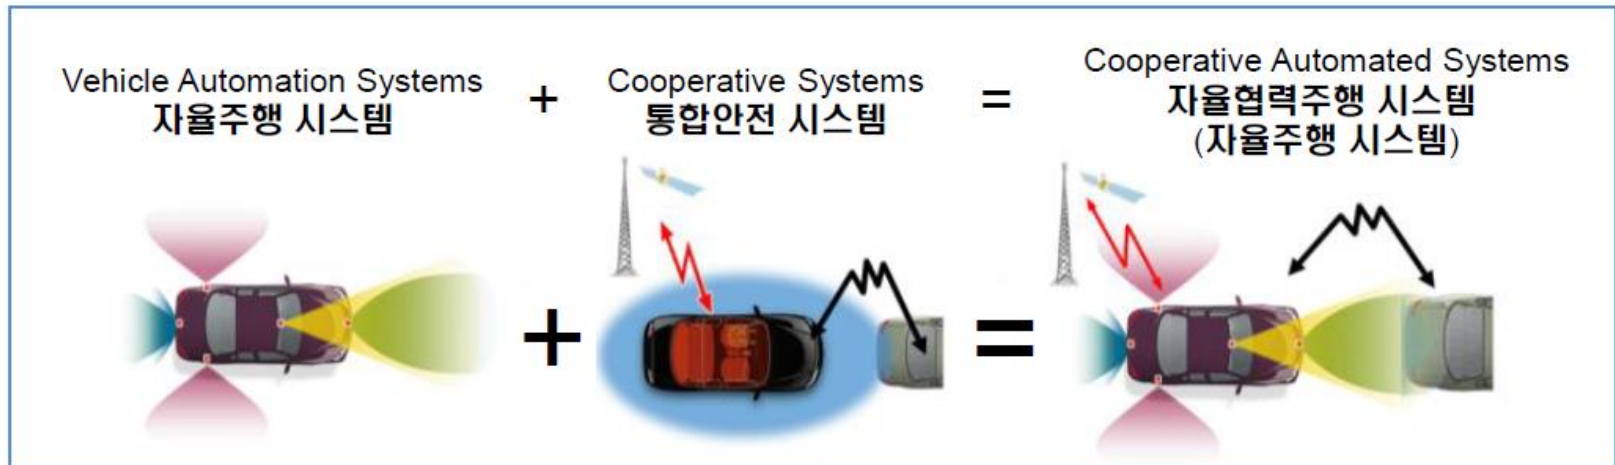 Vehicle Automation Systems
자율주행 시스템
+
Cooperative Systems
통합안전 시스템
=
Cooperative Automated Systems
자율협력주행 시스템
(자율주행 시스템)
+
=